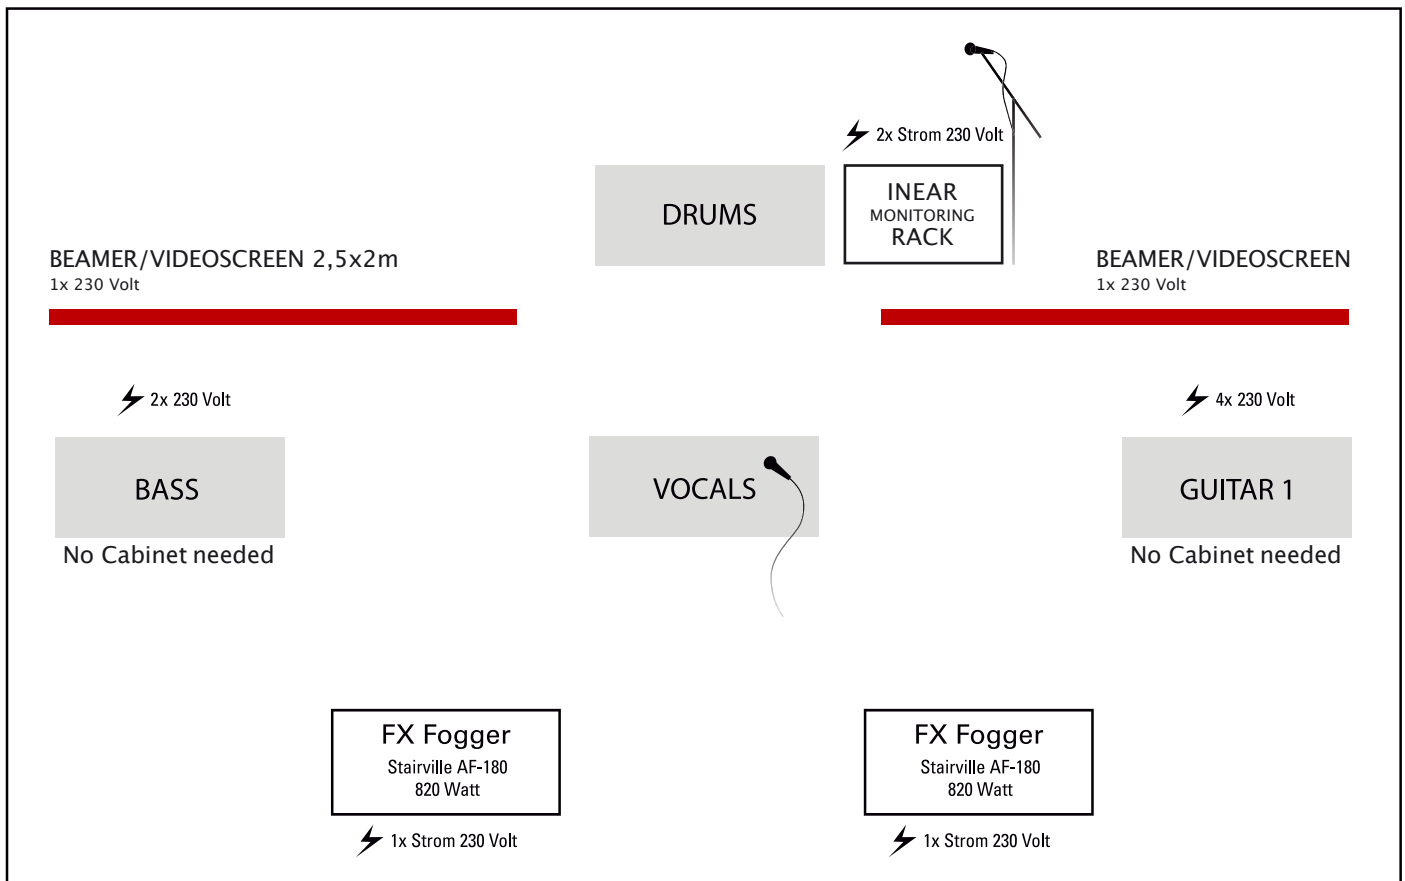 2x Strom 230 Volt
DRUMS
INEAR
MONITORING
RACK
BEAMER/VIDEOSCREEN 2,5x2m
1x 230 Volt
BEAMER/VIDEOSCREEN
1x 230 Volt
2x 230 Volt
4x 230 Volt
BASS
VOCALS
GUITAR 1
No Cabinet needed
No Cabinet needed
FX Fogger
Stairville AF-180
820 Watt
1x Strom 230 Volt
FX Fogger
Stairville AF-180
820 Watt
1x Strom 230 Volt